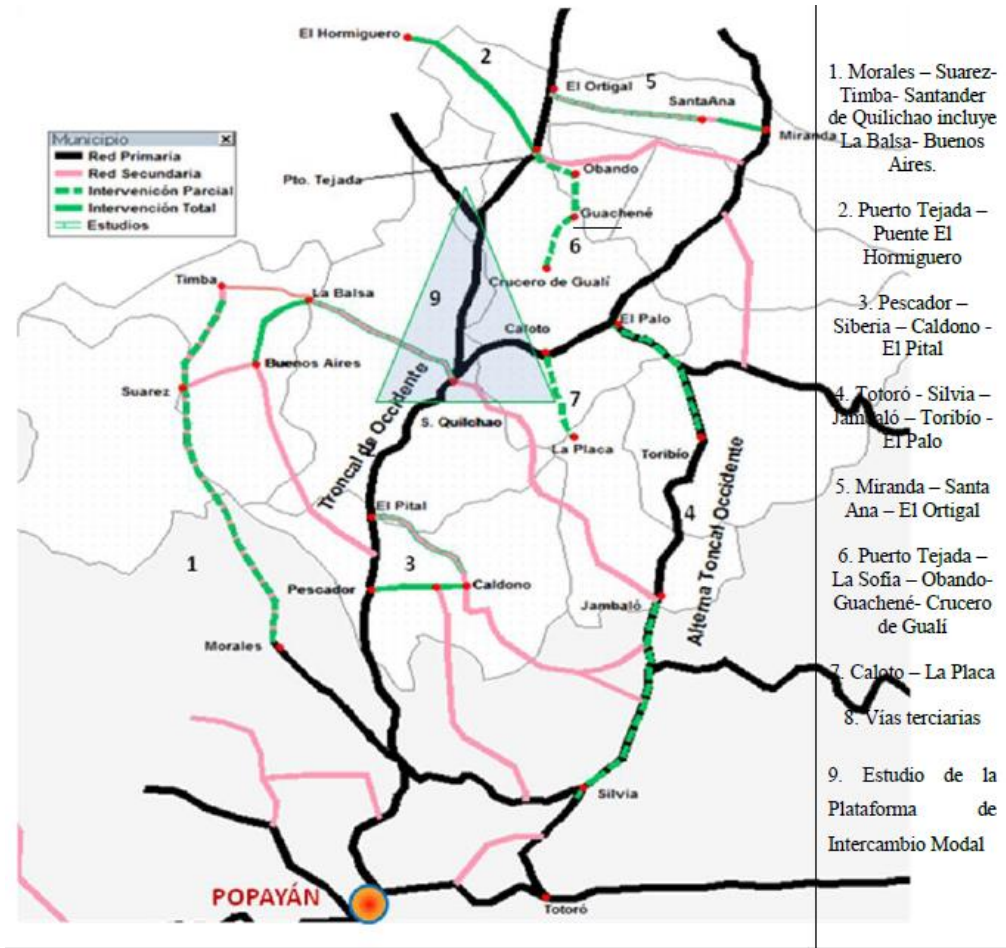 El Hormiguero
2
El Ortigal
5
SantaAna
Miranda
Municipio
X
Red Primaria
Red Secundaria
Intervenicón Parcial
Intervención Total
Estudios
Pto. Tejada
Obando
Guachené
6
Crucero de Gualí
Timba
La Balsa
9
Caloto
El Palo
Buenos Aires
Suarez
S. Quilichao
7
La Placa
Toribío
Troncal de Occidente
El Pital
4
Alterna Toncal Occidente
1
3
Pescador
Caldono
Jambaló
Morales
Silvia
POPAYÁN
Totoró
1. Morales – Suarez-
Timba- Santander
de Quilichao incluye
La Balsa- Buenos
Aires.
2. Puerto Tejada –
Puente El
Hormiguero
3. Pescador –
Siberia – Caldono -
El Pital
4. Totoró - Silvia –
Jambaló – Toribío -
El Palo
5. Miranda – Santa
Ana – El Ortigal
6. Puerto Tejada –
La Sofía – Obando-
Guachené- Crucero
de Gualí
7. Caloto – La Placa
8. Vías terciarias
9. Estudio de la
Plataforma de
Intercambio Modal